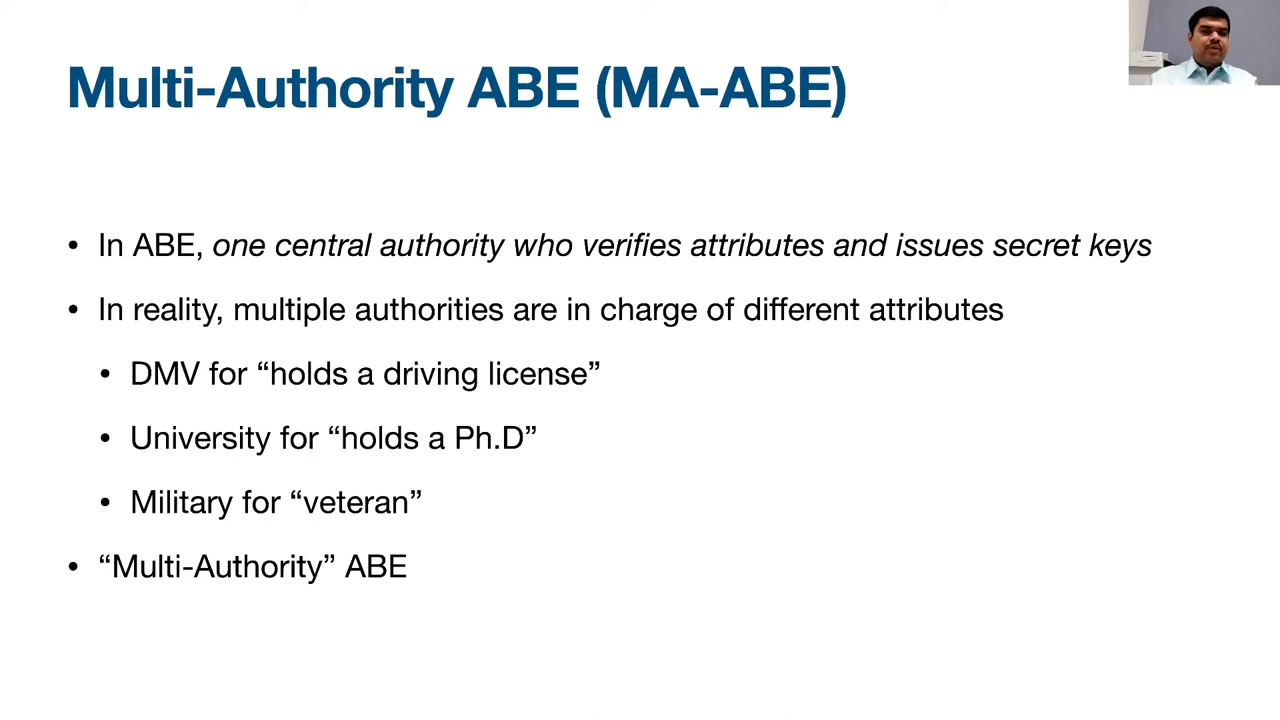 Multi-Authority ABE (MA-ABE)
• In ABE, one central authority who verifies attributes and issues secret keys
• In reality, multiple authorities are in charge of different attributes
• DMV for “holds a driving license”
• University for “holds a Ph.D”
• Military for “veteran”
• “Multi-Authority” ABE